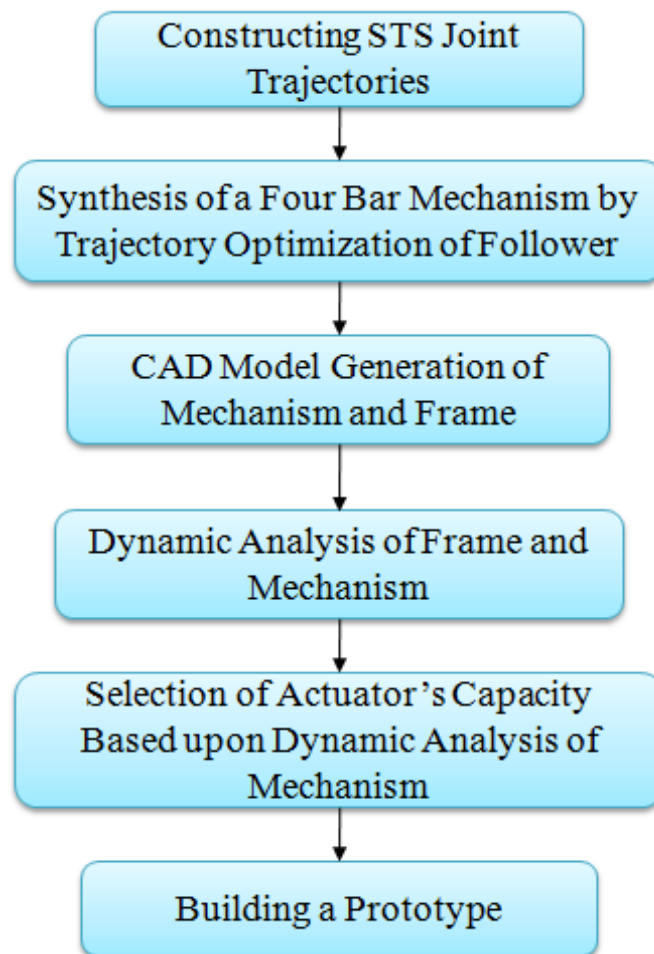 Constructing STS Joint
Trajectories
Synthesis of a Four Bar Mechanism by
Trajectory Optimization of Follower
CAD Model Generation of
Mechanism and Frame
Dynamic Analysis of Frame and
Mechanism
Selection of Actuator’s Capacity
Based upon Dynamic Analysis of
Mechanism
Building a Prototype